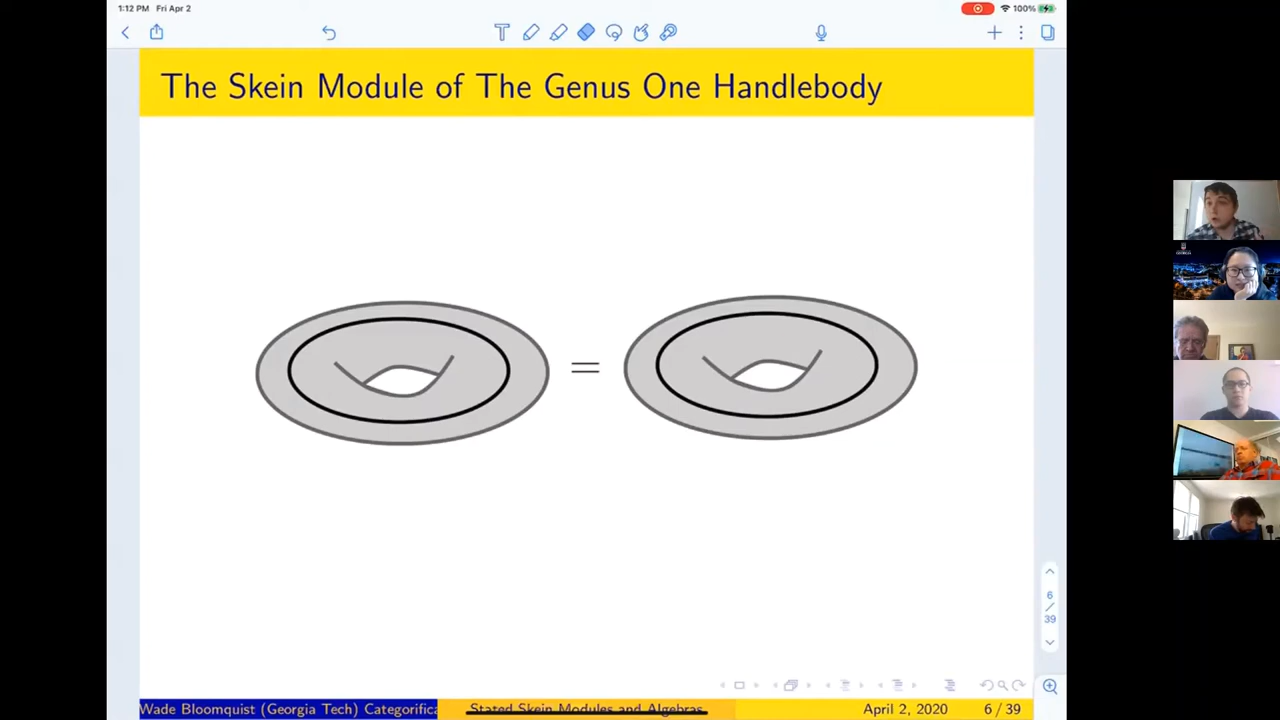 1:12 PM Fri Apr 2
100%
The Skein Module of The Genus One Handlebody
=
6
/
39
Wade Bloomquist (Georgia Tech) Categorifica
Stated Skein Modules and Algebras
April 2, 2020
6 / 39